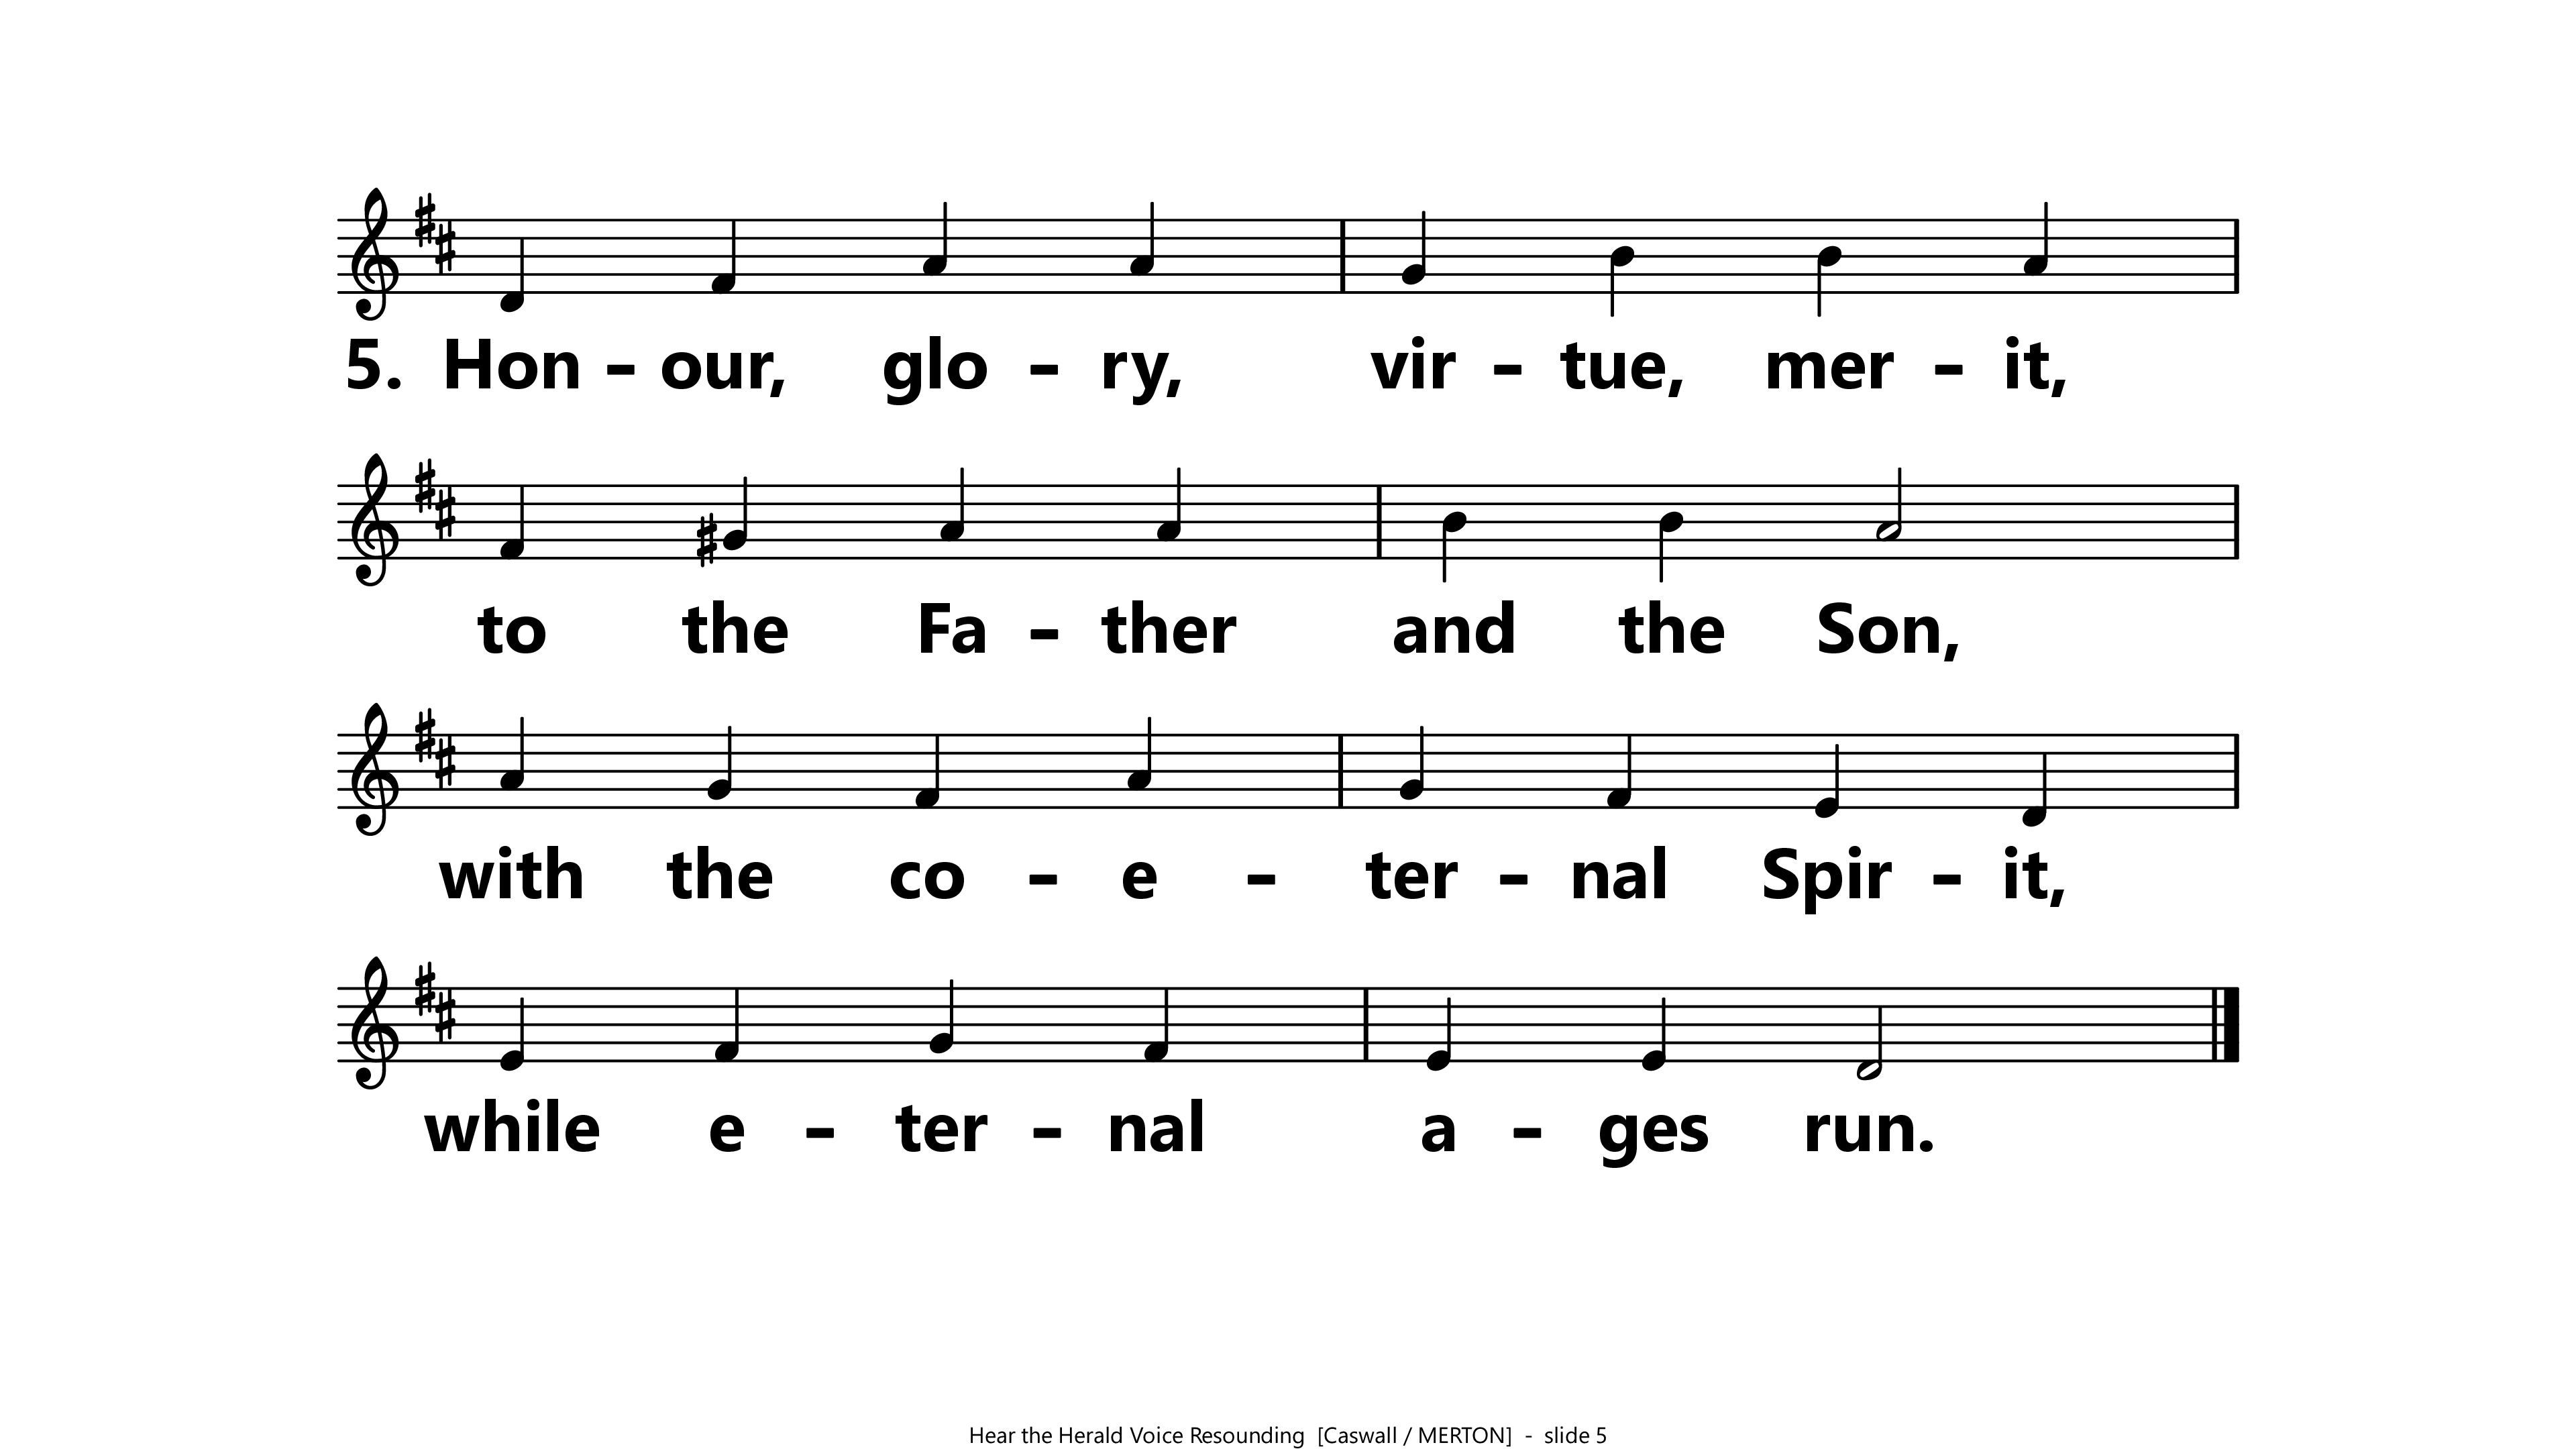 5. Hon - our, glo - ry, vir - tue, mer - it,
to the Fa - ther and the Son,
with the co - e - ter - nal Spir - it,
while e - ter - nal a - ges run.
Hear the Herald Voice Resounding [Caswall / MERTON] - slide 5